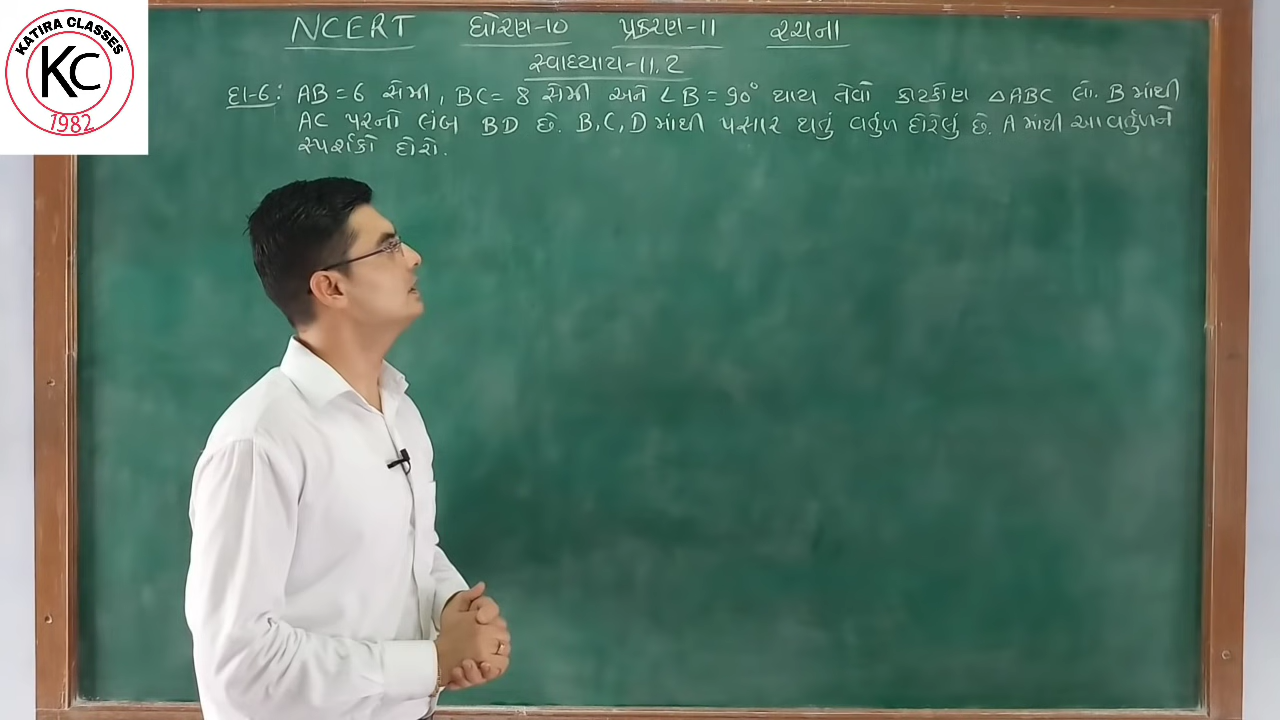 KATIRA CLASSES
KC
1982
NCERT ધોરણ-10 પ્રકરણ-11 રચના
સ્વાધ્યાય-11.2
દા-6: AB = 6 સેમી, BC = 8 સેમી અને ∠B = 90° થાય તેવો કાટકોણ △ABC લો. B માંથી
AC પરનો લંબ BD છે. B, C, D માંથી પસાર થતું વર્તુળ દોરેલું છે. A માંથી આ વર્તુળને
સ્પર્શકો દોરો.